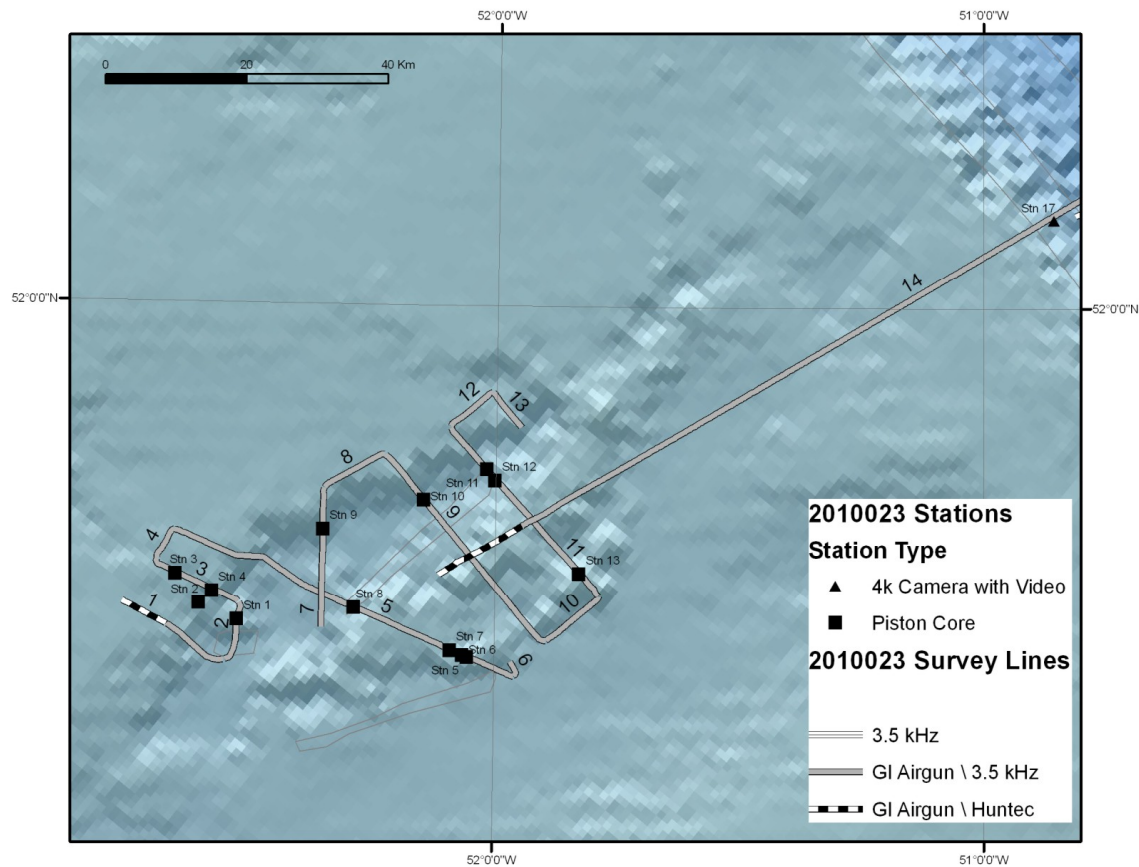 52°0'0"W
51°0'0"W
0
20
40 Km
Stn 17
14
52°0'0"N
52°0'0"N
12
13
8
Stn 12
Stn 11
Stn 10
9
Stn 9
4
11
Stn 13
Stn 3
3
Stn 4
Stn 2
1
2
Stn 1
7
Stn 8
5
10
Stn 7
Stn 6
Stn 5
6
2010023 Stations
Station Type
4k Camera with Video
Piston Core
2010023 Survey Lines
3.5 kHz
GI Airgun \ 3.5 kHz
GI Airgun \ Huntec
52°0'0"W
51°0'0"W